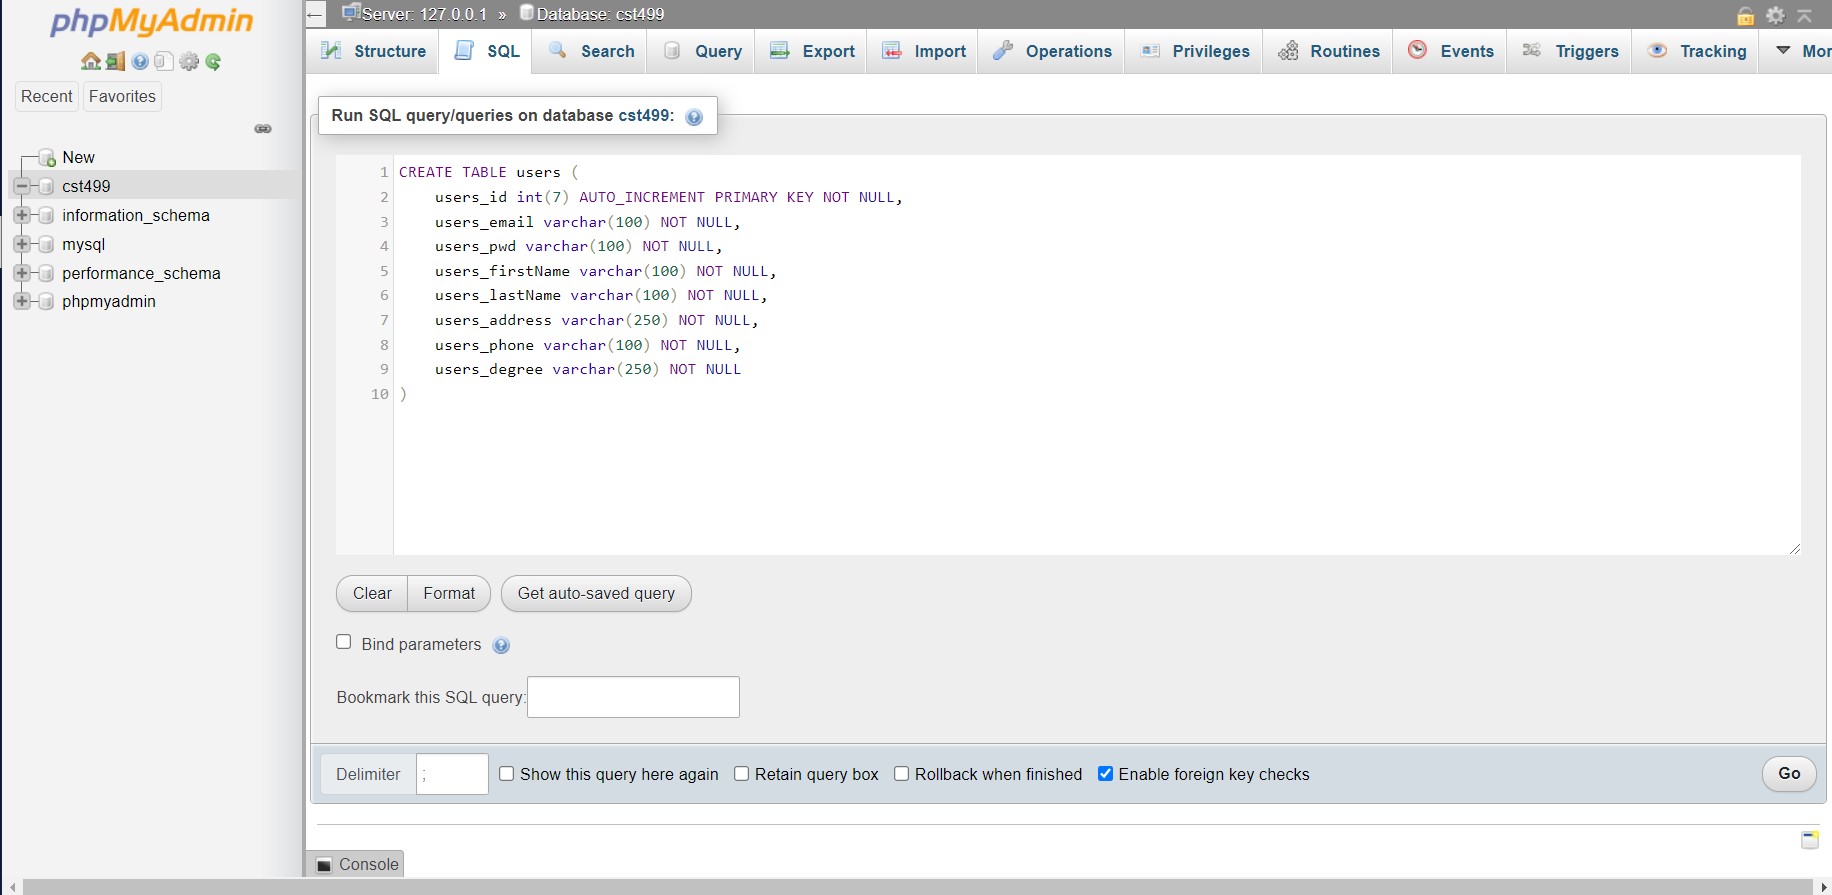 phpMyAdmin
Recent Favorites
New
cst499
information_schema
mysql
performance_schema
phpmyadmin
Server: 127.0.0.1 » Database: cst499
Structure SQL Search Query Export Import Operations Privileges Routines Events Triggers Tracking Mor
Run SQL query/queries on database cst499:
1 CREATE TABLE users (
2 users_id int(7) AUTO_INCREMENT PRIMARY KEY NOT NULL,
3 users_email varchar(100) NOT NULL,
4 users_pwd varchar(100) NOT NULL,
5 users_firstName varchar(100) NOT NULL,
6 users_lastName varchar(100) NOT NULL,
7 users_address varchar(250) NOT NULL,
8 users_phone varchar(100) NOT NULL,
9 users_degree varchar(250) NOT NULL
10 )
Clear Format Get auto-saved query
Bind parameters
Bookmark this SQL query:
Delimiter ; Show this query here again Retain query box Rollback when finished Enable foreign key checks Go
Console